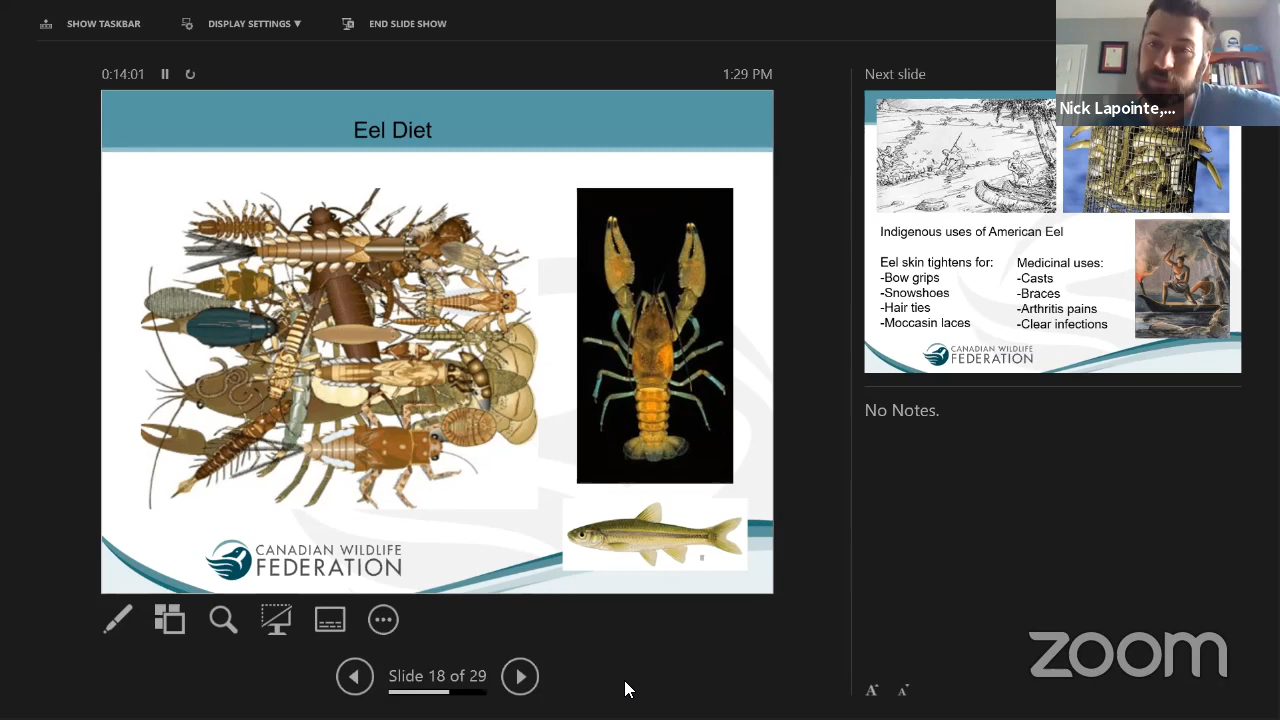 SHOW TASKBAR
DISPLAY SETTINGS ▼
END SLIDE SHOW
0:14:01
1:29 PM
Next slide
Nick Lapointe,...
Eel Diet
CANADIAN WILDLIFE
FEDERATION
Indigenous uses of American Eel
Eel skin tightens for:
-Bow grips
-Snowshoes
-Hair ties
-Moccasin laces
Medicinal uses:
-Casts
-Braces
-Arthritis pains
-Clear infections
CANADIAN WILDLIFE
FEDERATION
No Notes.
Slide 18 of 29
A A
zoom